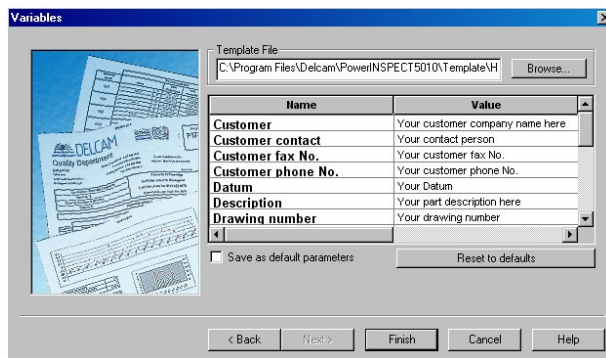 Variables
Template File
C:\Program Files\Delcam\PowerINSPECT5010\Template\H
Browse...
Name Value
Customer Your customer company name here
Customer contact Your contact person
Customer fax No. Your customer fax No.
Customer phone No. Your customer phone No.
Datum Your Datum
Description Your part description here
Drawing number Your drawing number
DELCAM
Quality Department
Save as default parameters
Reset to defaults
< Back Next > Finish Cancel Help